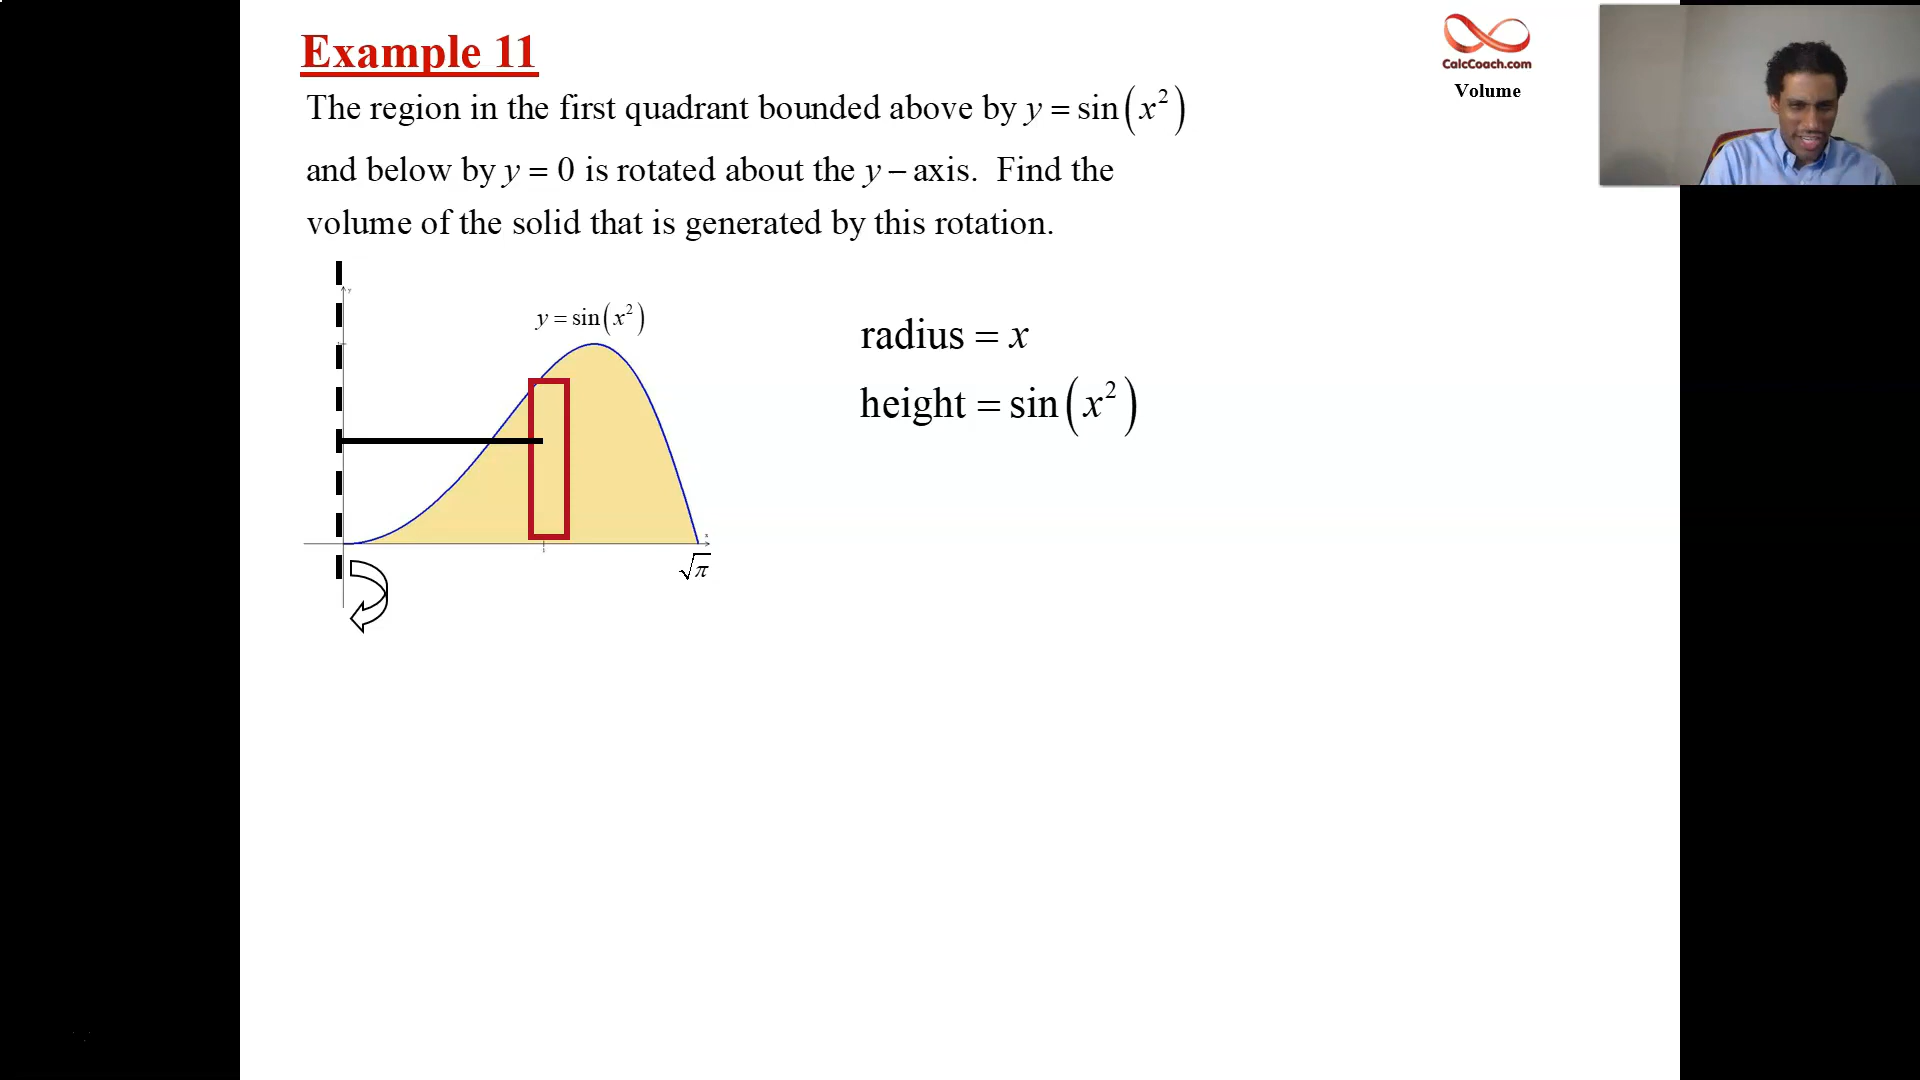 Example 11
The region in the first quadrant bounded above by y = sin(x²)
and below by y = 0 is rotated about the y – axis. Find the
volume of the solid that is generated by this rotation.
CalcCoach.com
Volume
y
y = sin(x²)
radius = x
height = sin(x²)
x
1
√π